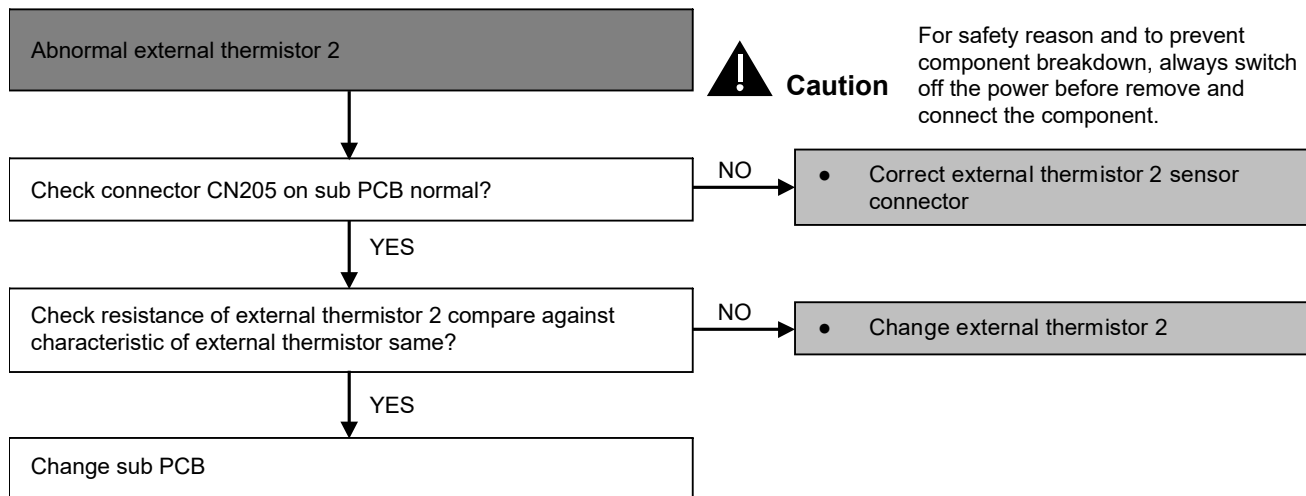 Abnormal external thermistor 2
Caution
For safety reason and to prevent
component breakdown, always switch
off the power before remove and
connect the component.
Check connector CN205 on sub PCB normal?
NO
● Correct external thermistor 2 sensor
connector
YES
Check resistance of external thermistor 2 compare against
characteristic of external thermistor same?
NO
● Change external thermistor 2
YES
Change sub PCB